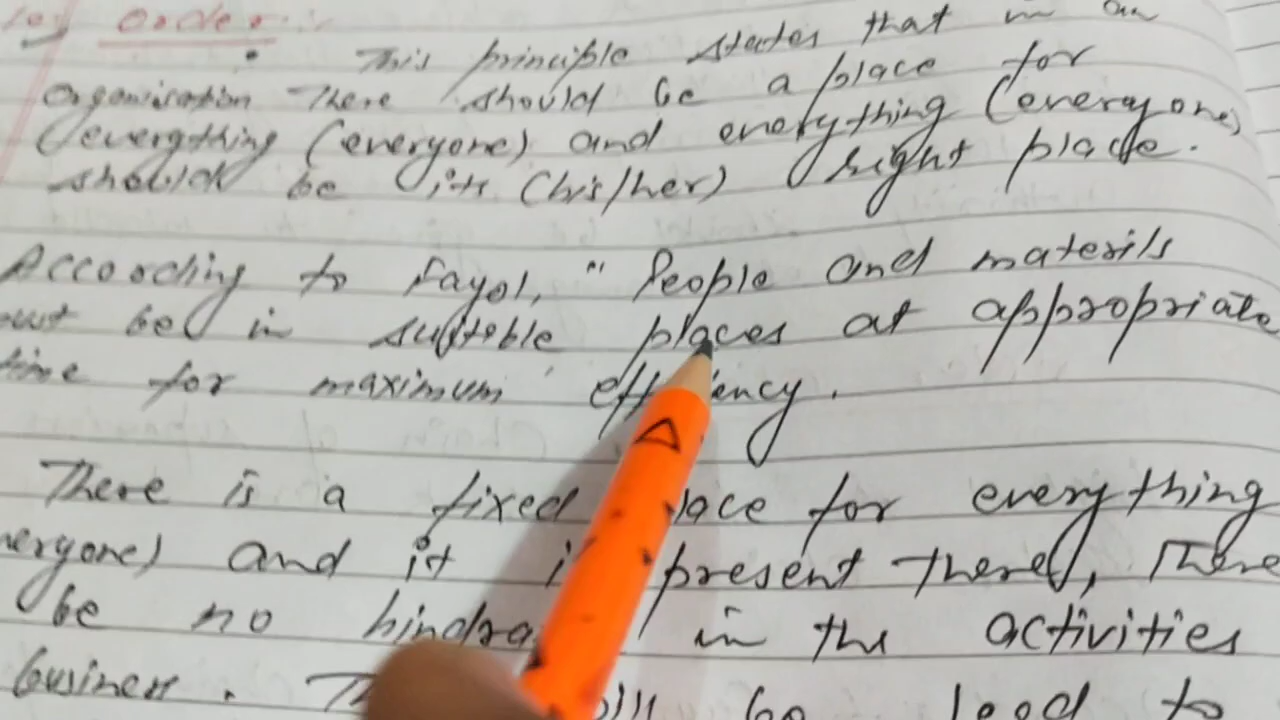 10) Order :
• This principle states that in an
Organisation There should be a place for
everything (everyone) and everything (everyone)
should be its (his/her) right place.
According to Fayol, " People and materils
must be in suitable places at appropriate
time for maximum efficiency.
There is a fixed place for everything
everyone) and it present there, There
be no in the activities
business. be lead to